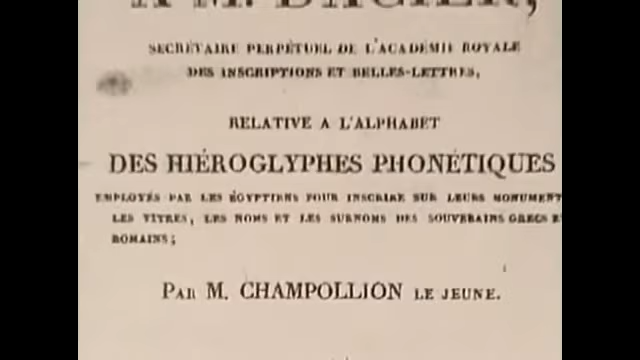 A M. DACIER,
SECRÉTAIRE PERPÉTUEL DE L'ACADÉMIE ROYALE
DES INSCRIPTIONS ET BELLES-LETTRES,
RELATIVE A L'ALPHABET
DES HIÉROGLYPHES PHONÉTIQUES
EMPLOYÉS PAR LES ÉGYPTIENS POUR INSCRIRE SUR LEURS MONUMENT
LES TITRES, LES NOMS ET LES SURNOMS DES SOUVERAINS GRECS E
ROMAINS;
PAR M. CHAMPOLLION LE JEUNE.